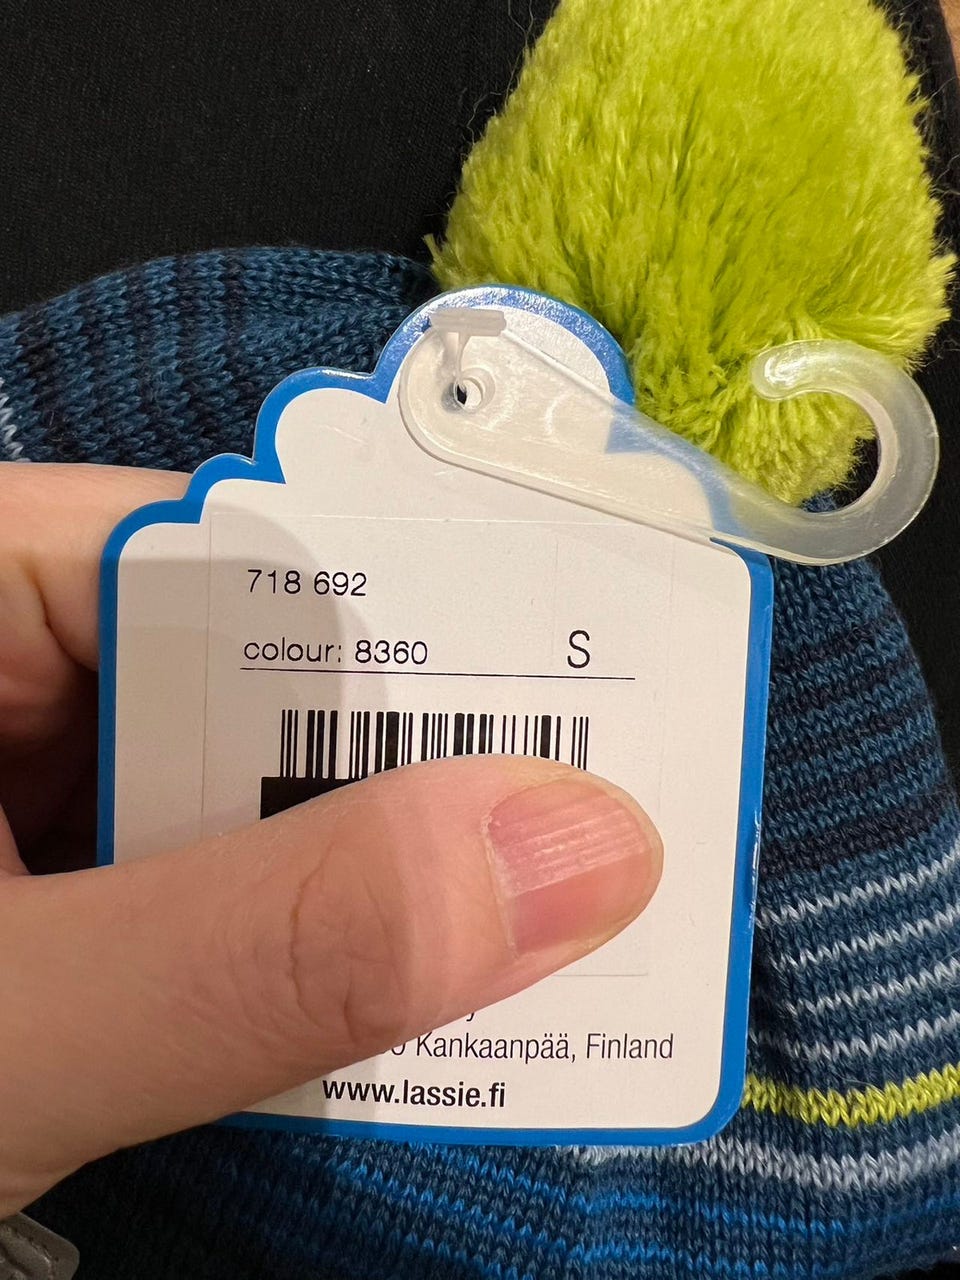 718 692
colour: 8360 S
Kankaanpää, Finland
www.lassie.fi